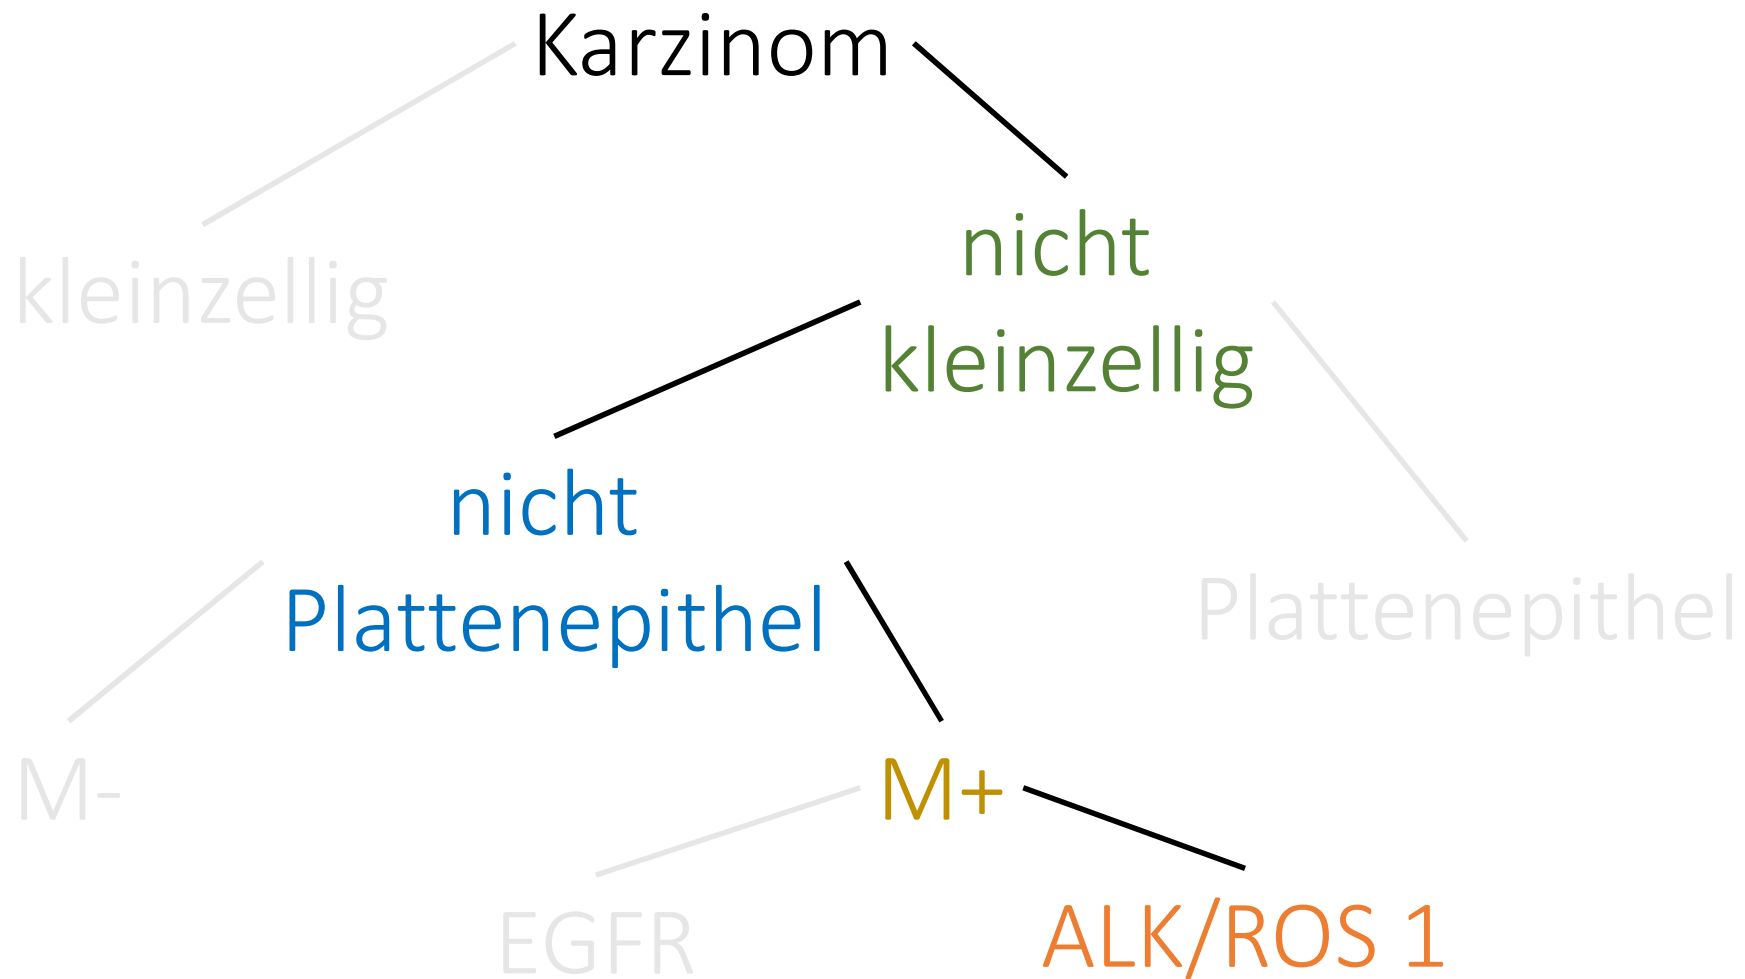 Karzinom
kleinzellig
nicht
kleinzellig
nicht
Plattenepithel
Plattenepithel
M-
M+
EGFR
ALK/ROS 1